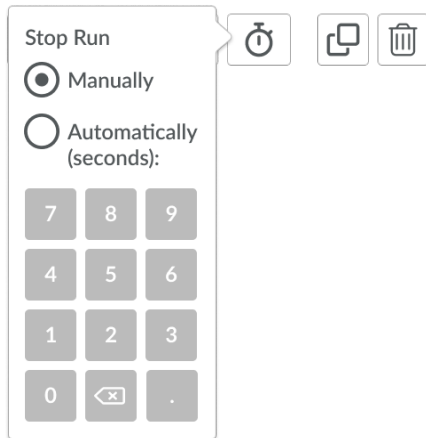 Stop Run
Manually
Automatically
(seconds):
7 8 9
4 5 6
1 2 3
0 .